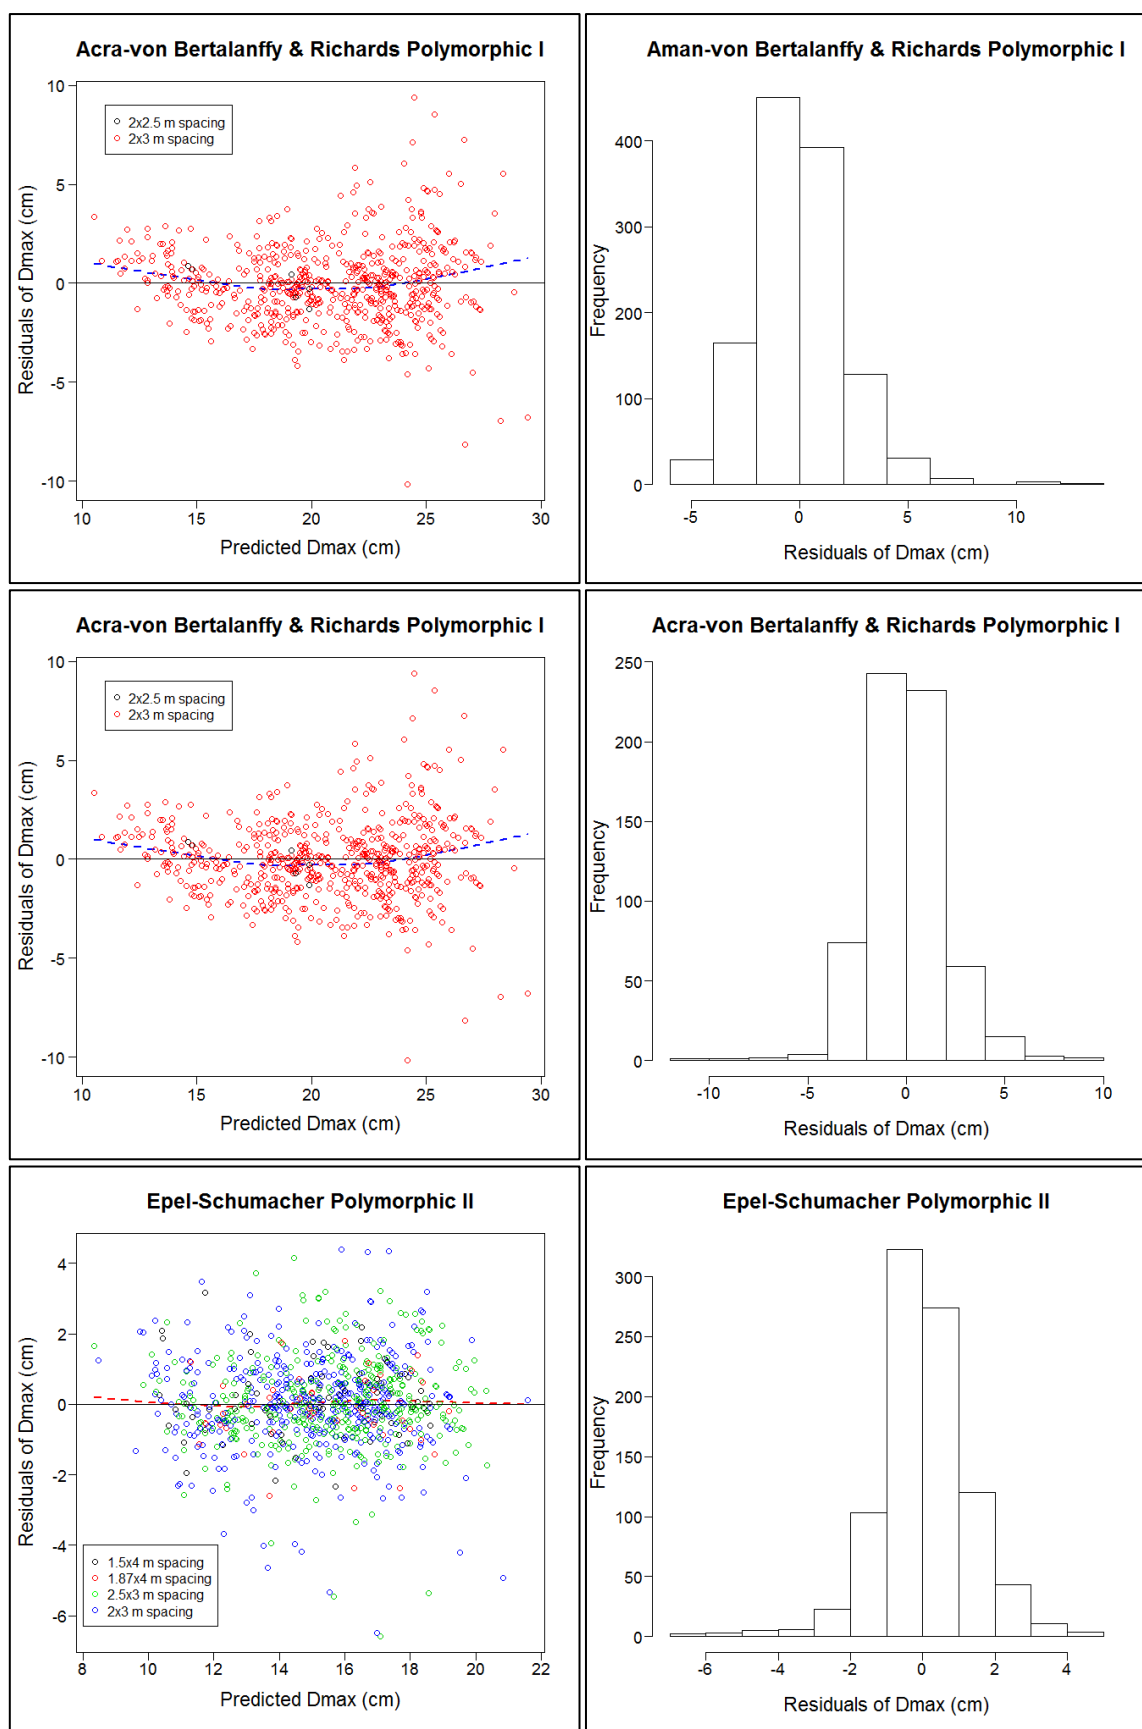 Acra-von Bertalanffy & Richards Polymorphic I
10
5
0
-5
-10
Residuals of Dmax (cm)
2x2.5 m spacing
2x3 m spacing
10 15 20 25 30
Predicted Dmax (cm)
Aman-von Bertalanffy & Richards Polymorphic I
400
300
200
100
0
Frequency
-5 0 5 10
Residuals of Dmax (cm)
Acra-von Bertalanffy & Richards Polymorphic I
10
5
0
-5
-10
Residuals of Dmax (cm)
2x2.5 m spacing
2x3 m spacing
10 15 20 25 30
Predicted Dmax (cm)
Acra-von Bertalanffy & Richards Polymorphic I
250
200
150
100
50
0
Frequency
-10 -5 0 5 10
Residuals of Dmax (cm)
Epel-Schumacher Polymorphic II
4
2
0
-2
-4
-6
Residuals of Dmax (cm)
1.5x4 m spacing
1.87x4 m spacing
2.5x3 m spacing
2x3 m spacing
8 10 12 14 16 18 20 22
Predicted Dmax (cm)
Epel-Schumacher Polymorphic II
300
250
200
150
100
50
0
Frequency
-6 -4 -2 0 2 4
Residuals of Dmax (cm)